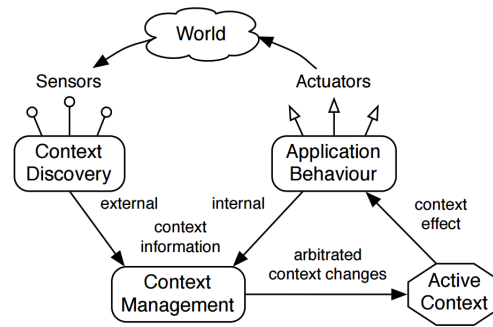 World
Sensors
Actuators
Context
Discovery
Application
Behaviour
external
internal
context
information
context
effect
arbitrated
context changes
Context
Management
Active
Context